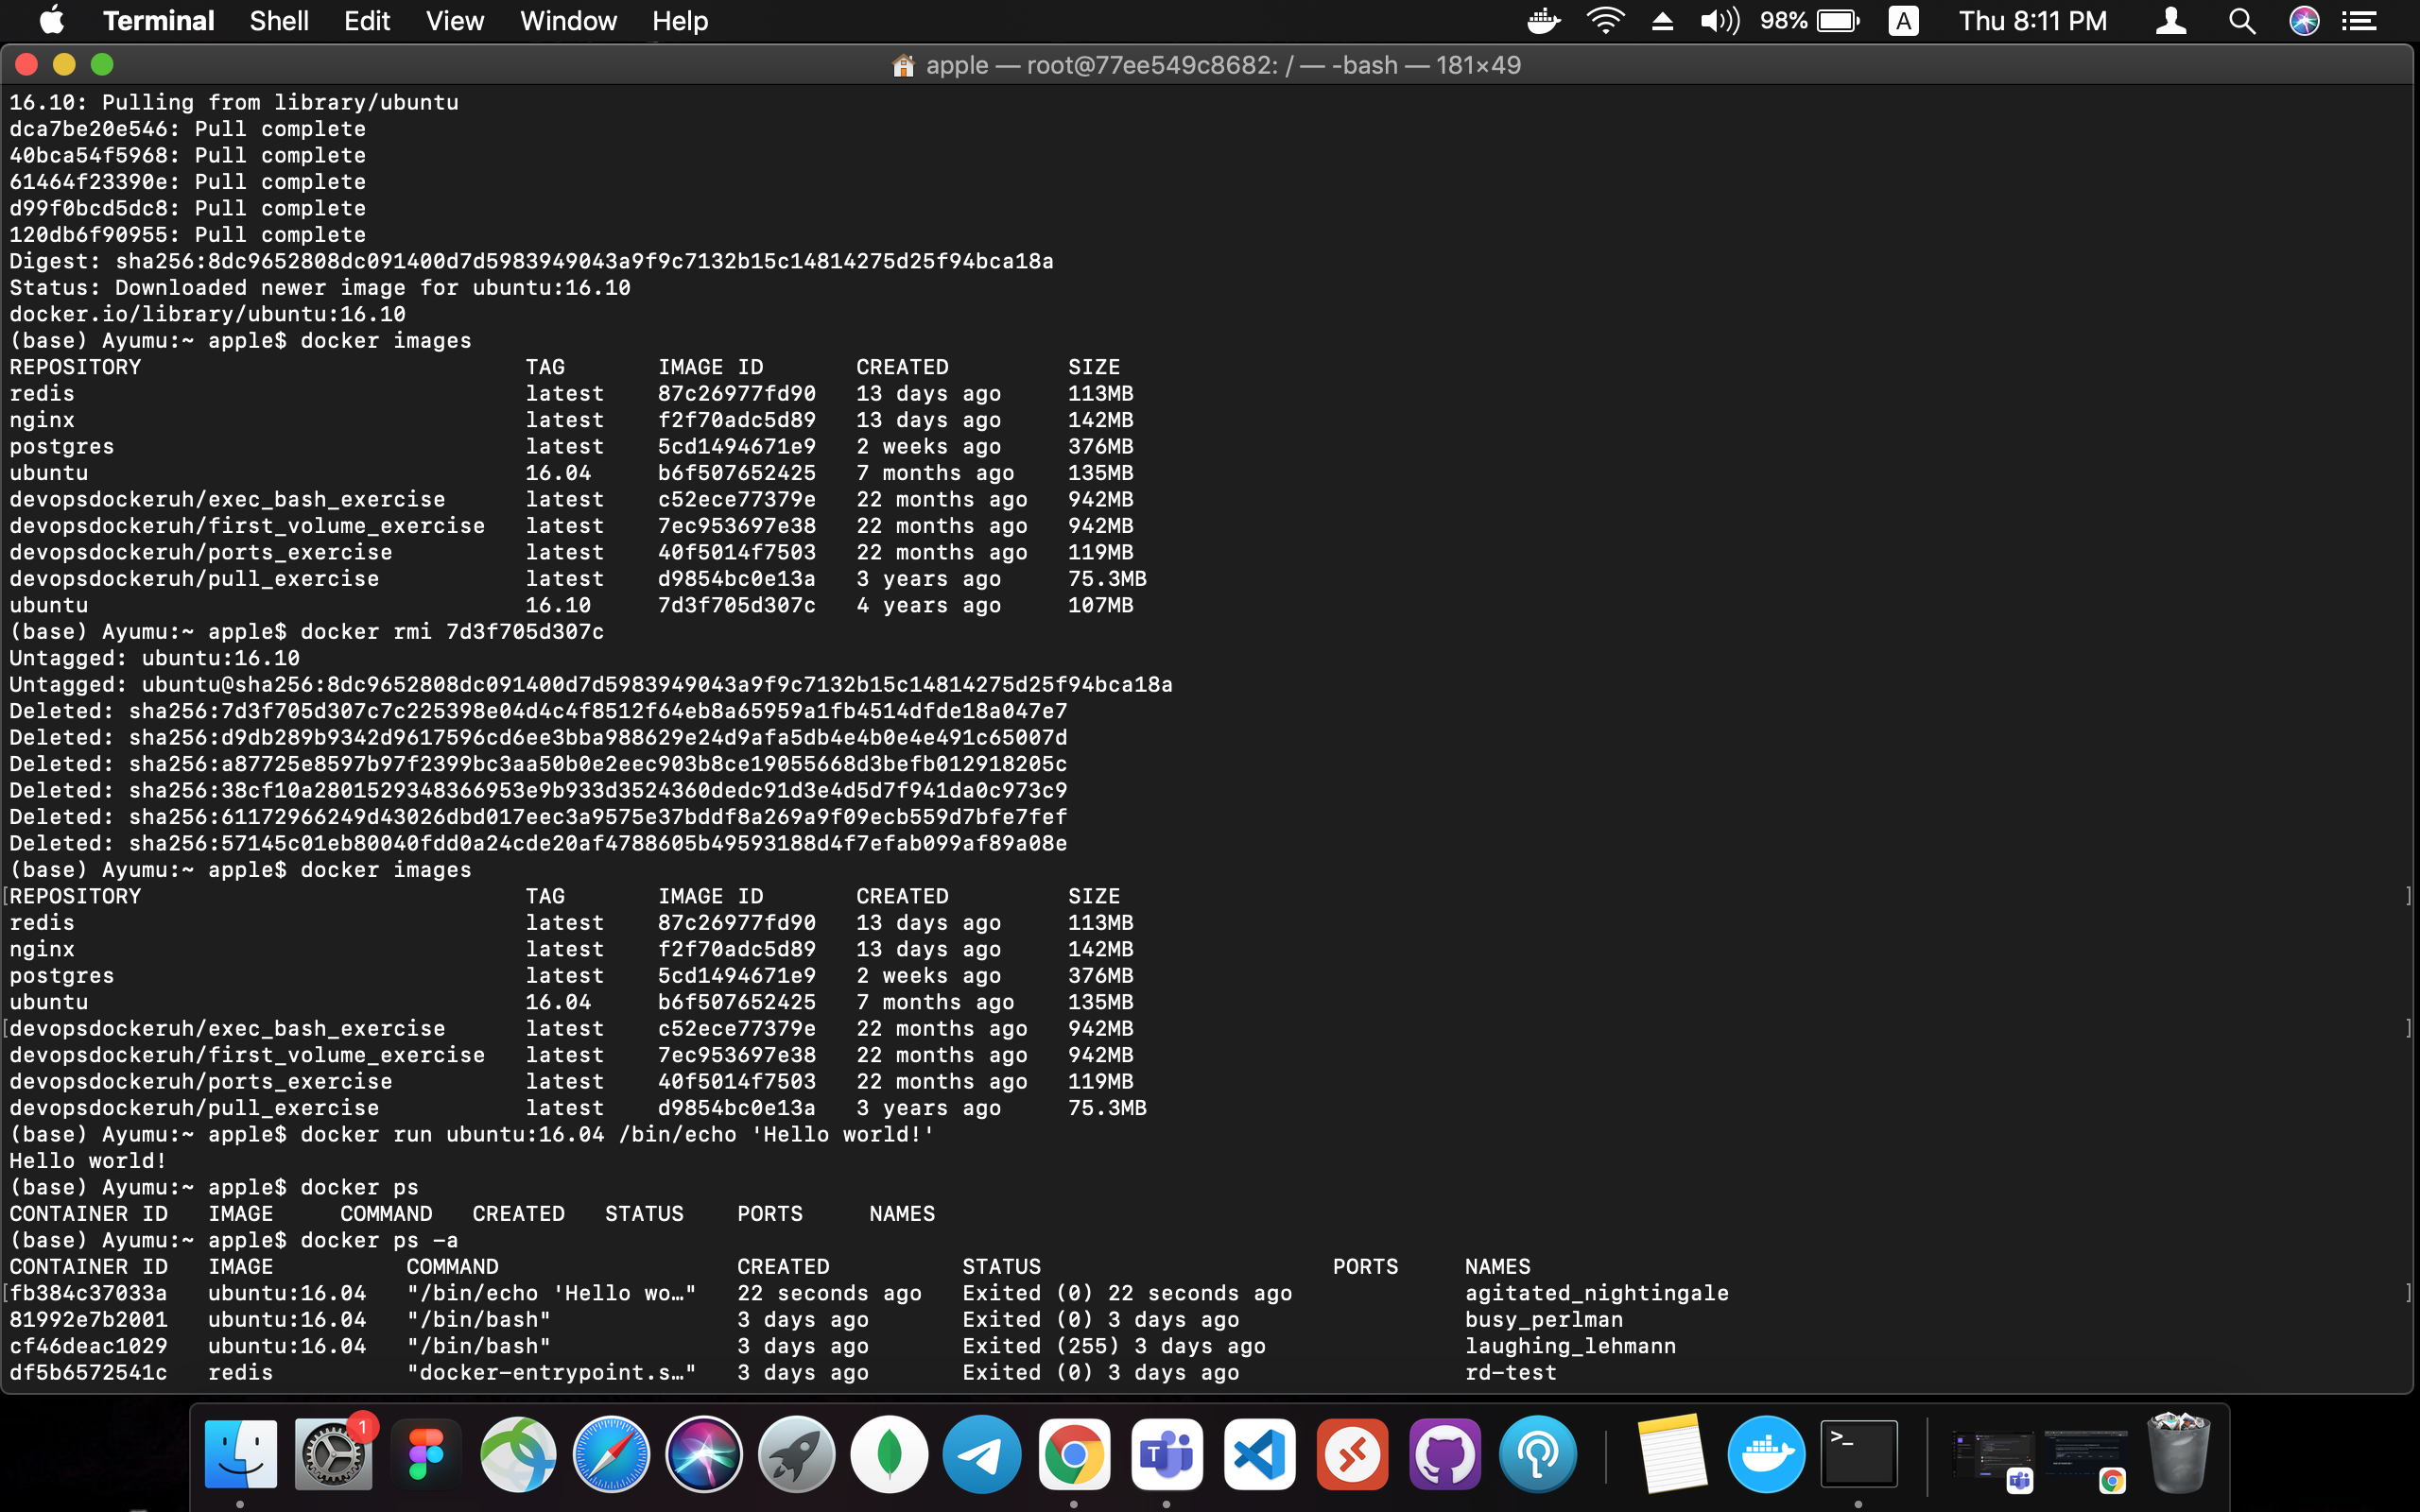 Terminal Shell Edit View Window Help 98% A Thu 8:11 PM
apple — root@77ee549c8682: / — -bash — 181×49
16.10: Pulling from library/ubuntu
dca7be20e546: Pull complete
40bca54f5968: Pull complete
61464f23390e: Pull complete
d99f0bcd5dc8: Pull complete
120db6f90955: Pull complete
Digest: sha256:8dc9652808dc091400d7d5983949043a9f9c7132b15c14814275d25f94bca18a
Status: Downloaded newer image for ubuntu:16.10
docker.io/library/ubuntu:16.10
(base) Ayumu:~ apple$ docker images
REPOSITORY TAG IMAGE ID CREATED SIZE
redis latest 87c26977fd90 13 days ago 113MB
nginx latest f2f70adc5d89 13 days ago 142MB
postgres latest 5cd1494671e9 2 weeks ago 376MB
ubuntu 16.04 b6f507652425 7 months ago 135MB
devopsdockeruh/exec_bash_exercise latest c52ece77379e 22 months ago 942MB
devopsdockeruh/first_volume_exercise latest 7ec953697e38 22 months ago 942MB
devopsdockeruh/ports_exercise latest 40f5014f7503 22 months ago 119MB
devopsdockeruh/pull_exercise latest d9854bc0e13a 3 years ago 75.3MB
ubuntu 16.10 7d3f705d307c 4 years ago 107MB
(base) Ayumu:~ apple$ docker rmi 7d3f705d307c
Untagged: ubuntu:16.10
Untagged: ubuntu@sha256:8dc9652808dc091400d7d5983949043a9f9c7132b15c14814275d25f94bca18a
Deleted: sha256:7d3f705d307c7c225398e04d4c4f8512f64eb8a65959a1fb4514dfde18a047e7
Deleted: sha256:d9db289b9342d9617596cd6ee3bba988629e24d9afa5db4e4b0e4e491c65007d
Deleted: sha256:a87725e8597b97f2399bc3aa50b0e2eec903b8ce19055668d3befb012918205c
Deleted: sha256:38cf10a2801529348366953e9b933d3524360dedc91d3e4d5d7f941da0c973c9
Deleted: sha256:61172966249d43026dbd017eec3a9575e37bddf8a269a9f09ecb559d7bfe7fef
Deleted: sha256:57145c01eb80040fdd0a24cde20af4788605b49593188d4f7efab099af89a08e
(base) Ayumu:~ apple$ docker images
[REPOSITORY TAG IMAGE ID CREATED SIZE ]
redis latest 87c26977fd90 13 days ago 113MB
nginx latest f2f70adc5d89 13 days ago 142MB
postgres latest 5cd1494671e9 2 weeks ago 376MB
ubuntu 16.04 b6f507652425 7 months ago 135MB
[devopsdockeruh/exec_bash_exercise latest c52ece77379e 22 months ago 942MB ]
devopsdockeruh/first_volume_exercise latest 7ec953697e38 22 months ago 942MB
devopsdockeruh/ports_exercise latest 40f5014f7503 22 months ago 119MB
devopsdockeruh/pull_exercise latest d9854bc0e13a 3 years ago 75.3MB
(base) Ayumu:~ apple$ docker run ubuntu:16.04 /bin/echo 'Hello world!'
Hello world!
(base) Ayumu:~ apple$ docker ps
CONTAINER ID IMAGE COMMAND CREATED STATUS PORTS NAMES
(base) Ayumu:~ apple$ docker ps -a
CONTAINER ID IMAGE COMMAND CREATED STATUS PORTS NAMES
[fb384c37033a ubuntu:16.04 "/bin/echo 'Hello wo…" 22 seconds ago Exited (0) 22 seconds ago agitated_nightingale ]
81992e7b2001 ubuntu:16.04 "/bin/bash" 3 days ago Exited (0) 3 days ago busy_perlman
cf46deac1029 ubuntu:16.04 "/bin/bash" 3 days ago Exited (255) 3 days ago laughing_lehmann
df5b6572541c redis "docker-entrypoint.s…" 3 days ago Exited (0) 3 days ago rd-test
1
T
>_